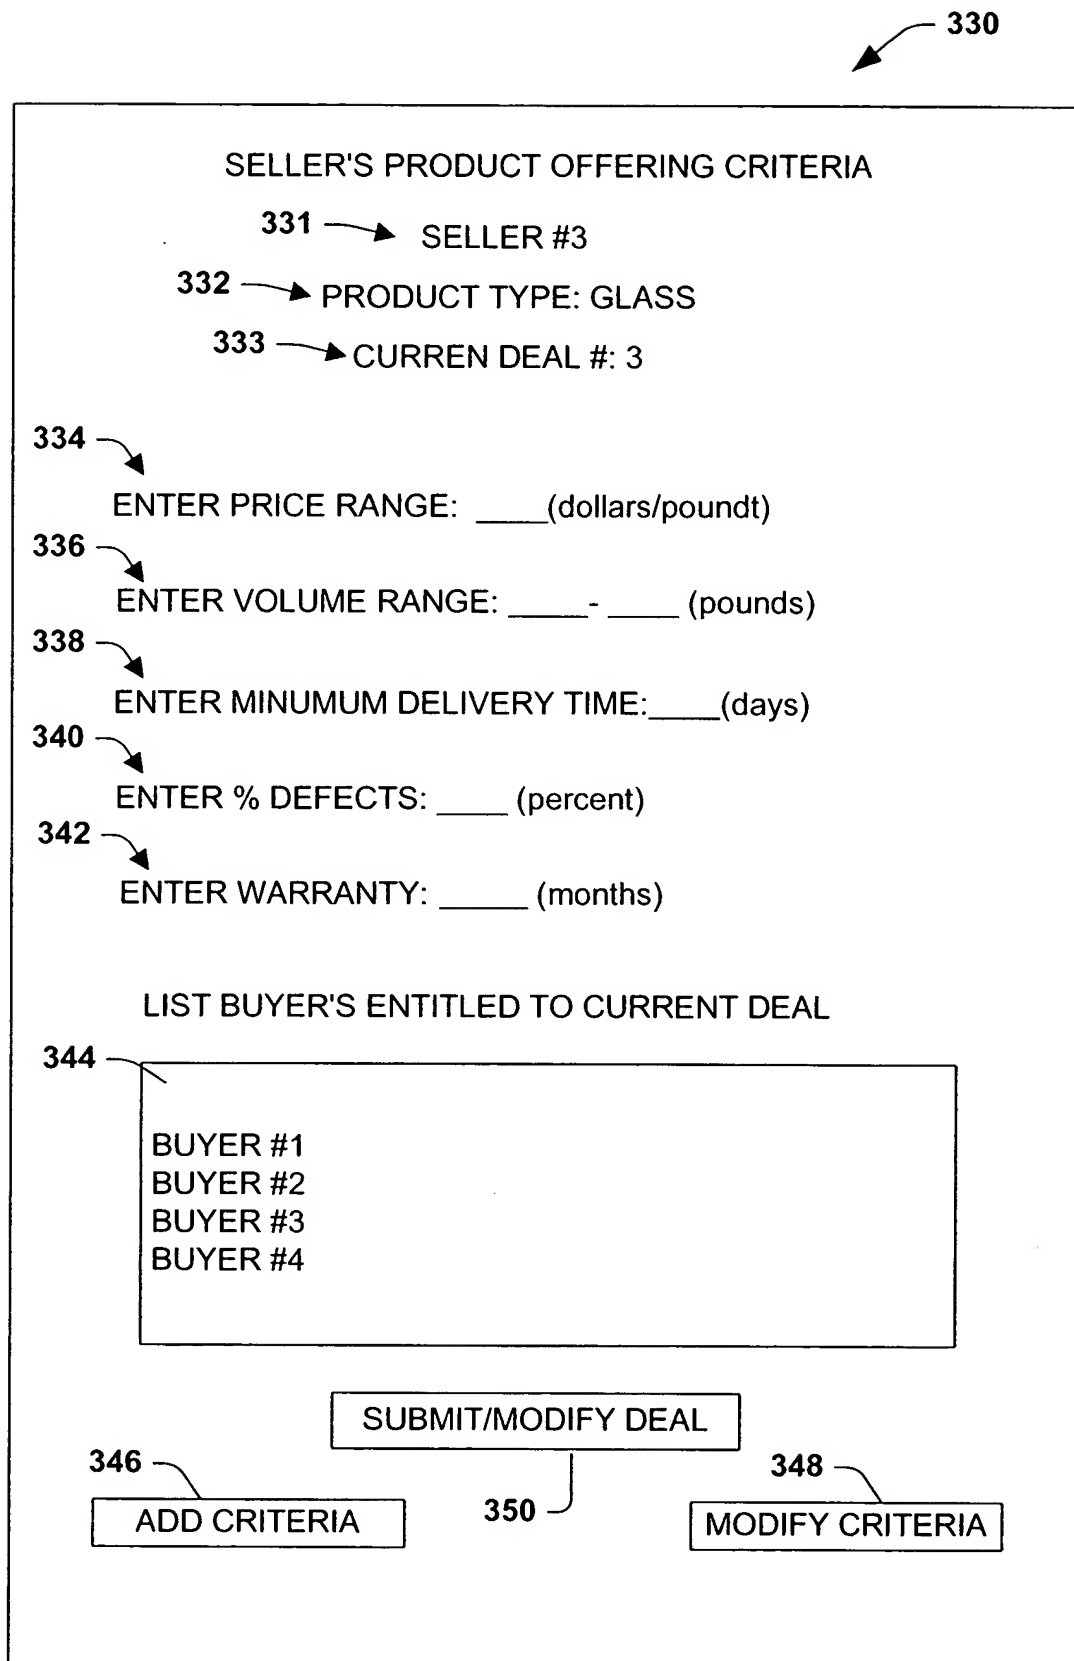 330
SELLER'S PRODUCT OFFERING CRITERIA
331 SELLER #3
332 PRODUCT TYPE: GLASS
333 CURREN DEAL #: 3
334
ENTER PRICE RANGE: ____(dollars/poundt)
336
ENTER VOLUME RANGE: ____- ____ (pounds)
338
ENTER MINUMUM DELIVERY TIME:____(days)
340
ENTER % DEFECTS: ____ (percent)
342
ENTER WARRANTY: _____ (months)
LIST BUYER'S ENTITLED TO CURRENT DEAL
344
BUYER #1
BUYER #2
BUYER #3
BUYER #4
SUBMIT/MODIFY DEAL
346 350 348
ADD CRITERIA MODIFY CRITERIA